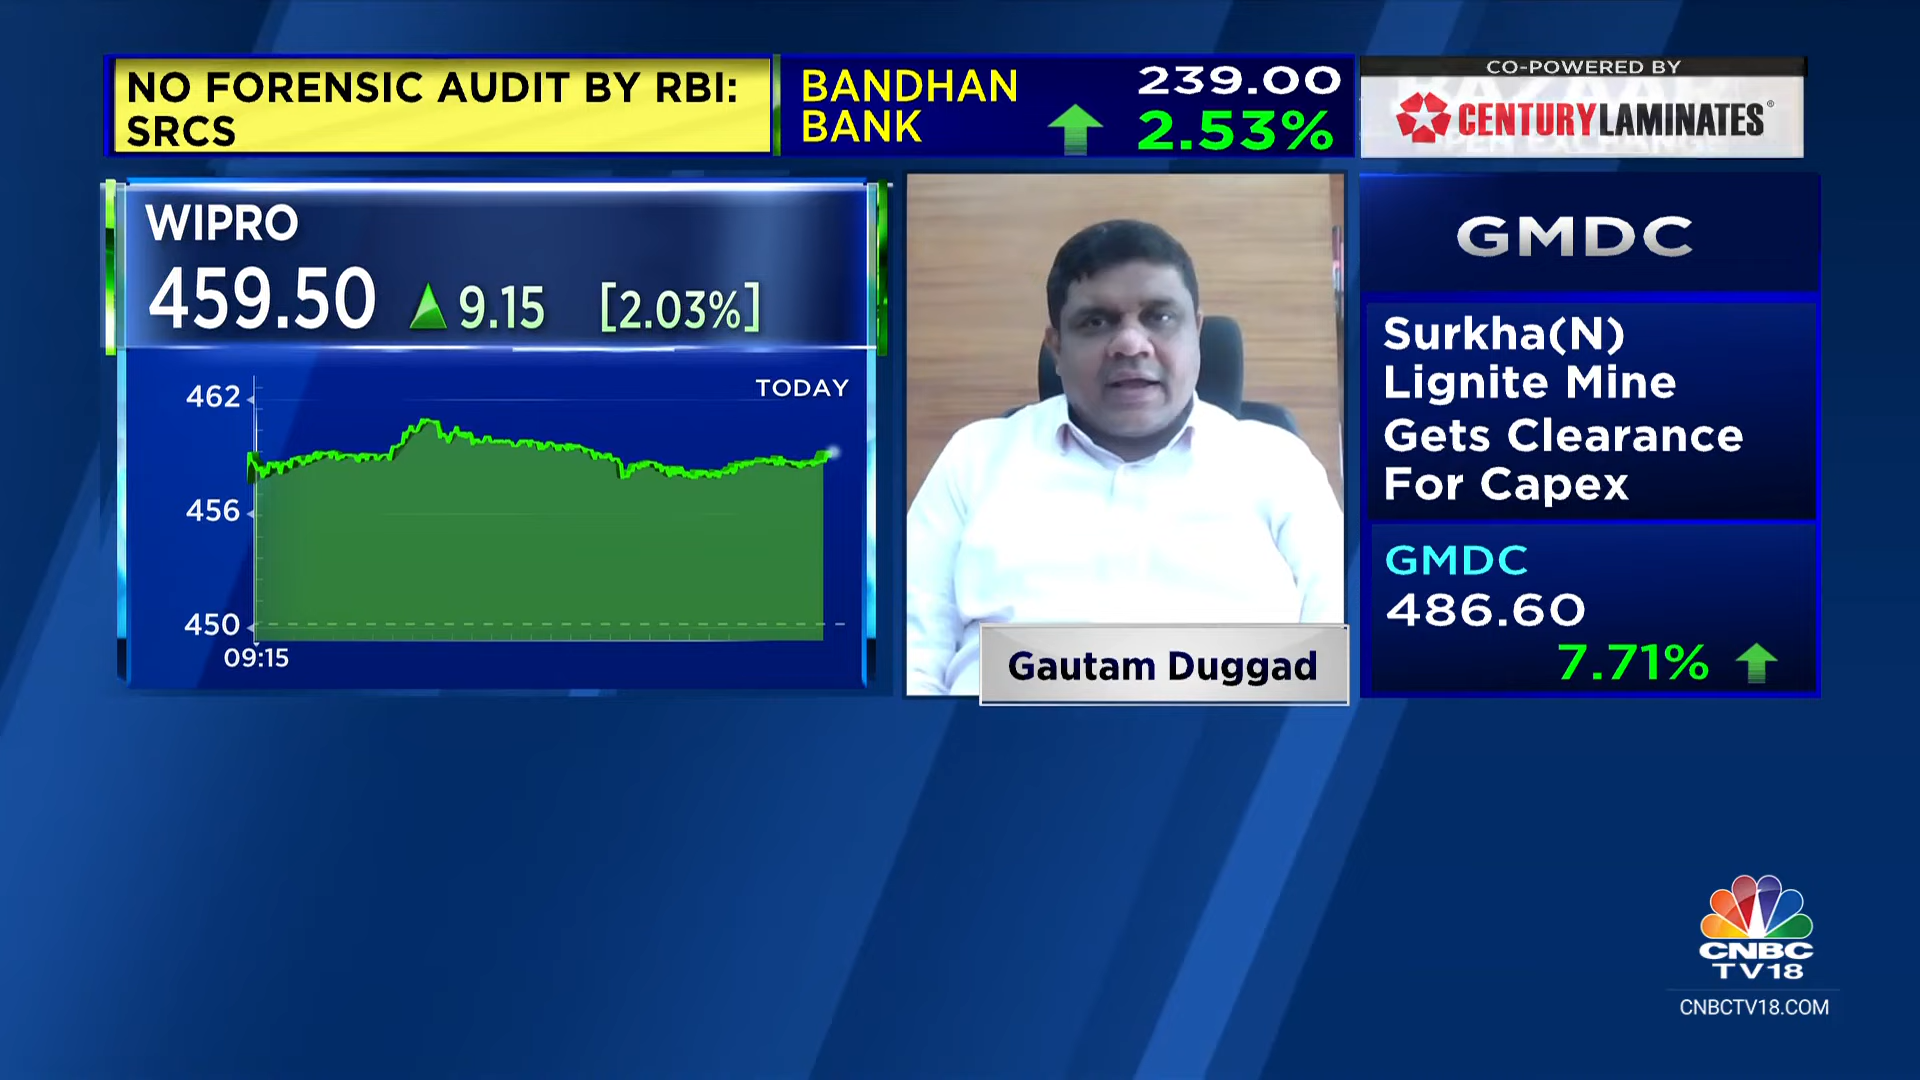 NO FORENSIC AUDIT BY RBI:
SRCS
BANDHAN
BANK
239.00
2.53%
CO-POWERED BY
CENTURYLAMINATES®
WIPRO
459.50
9.15
[2.03%]
TODAY
462
456
450
09:15
Gautam Duggad
GMDC
Surkha(N)
Lignite Mine
Gets Clearance
For Capex
GMDC
486.60
7.71%
CNBC
TV18
CNBCTV18.COM